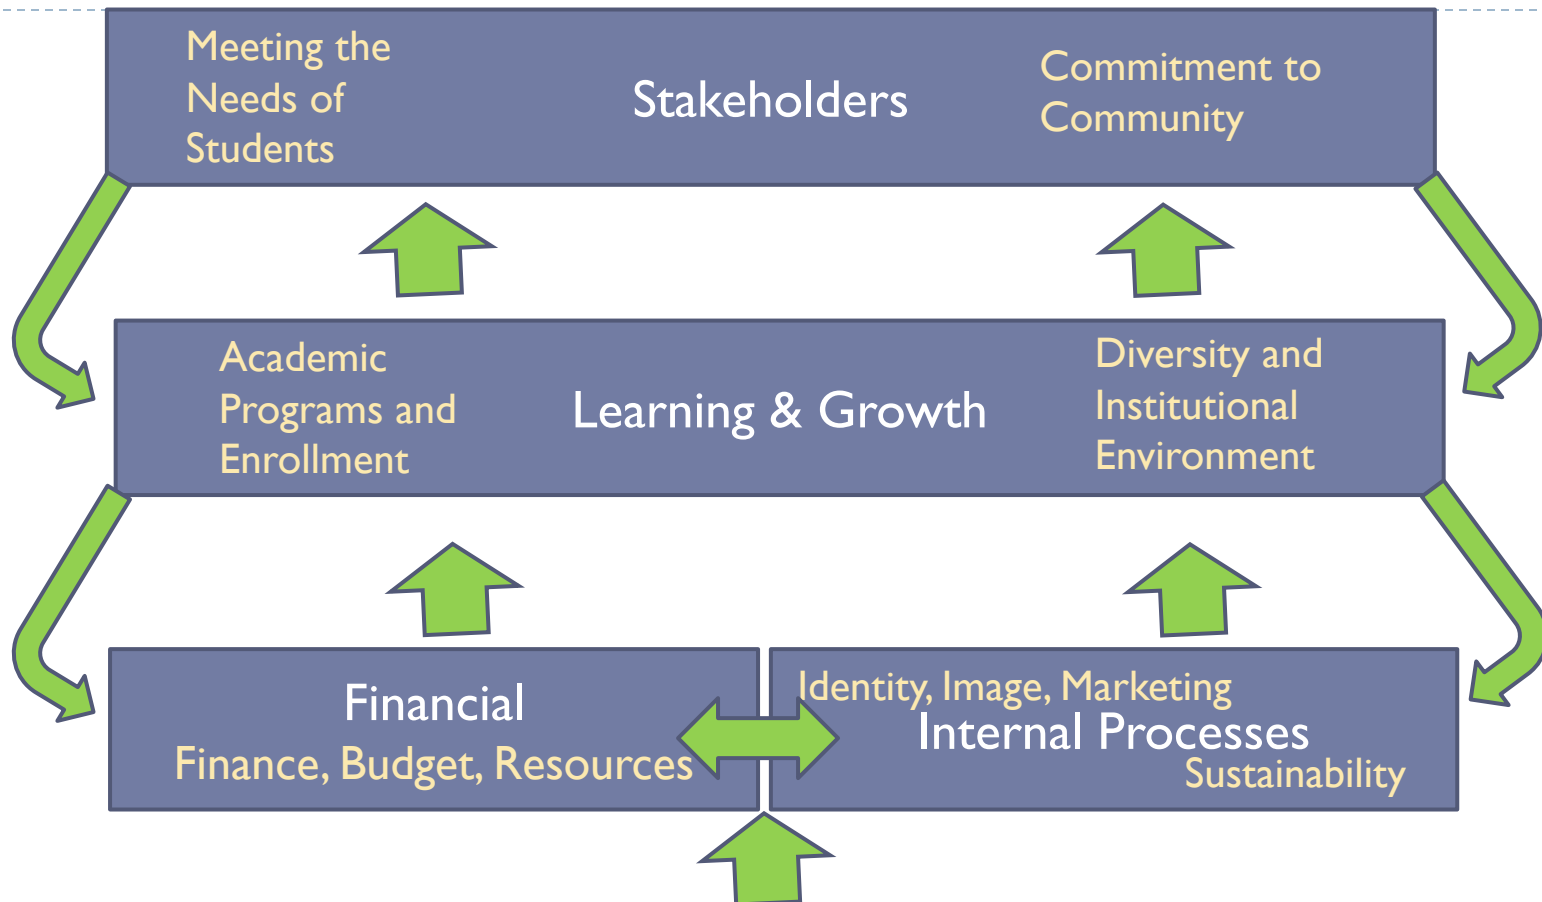 Meeting the
Needs of
Students
Stakeholders
Commitment to
Community
Academic
Programs and
Enrollment
Learning & Growth
Diversity and
Institutional
Environment
Financial
Finance, Budget, Resources
Identity, Image, Marketing
Internal Processes
Sustainability